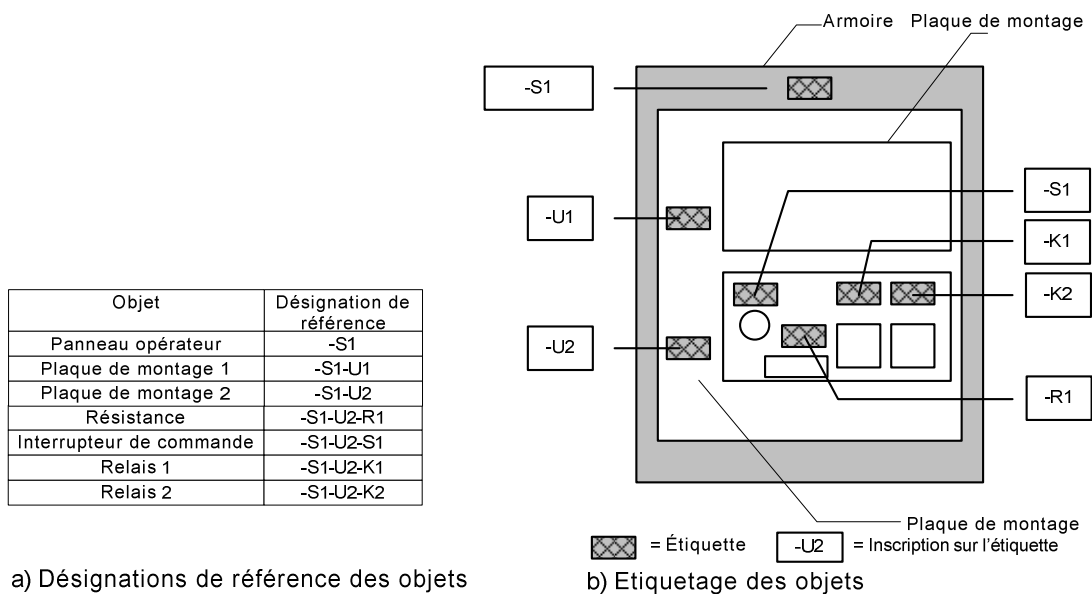 Armoire Plaque de montage
-S1
-S1
-U1
-K1
-K2
-U2
-R1
Plaque de montage
Objet Désignation de
référence
Panneau opérateur -S1
Plaque de montage 1 -S1-U1
Plaque de montage 2 -S1-U2
Résistance -S1-U2-R1
Interrupteur de commande -S1-U2-S1
Relais 1 -S1-U2-K1
Relais 2 -S1-U2-K2
= Étiquette -U2 = Inscription sur l'étiquette
a) Désignations de référence des objets b) Etiquetage des objets